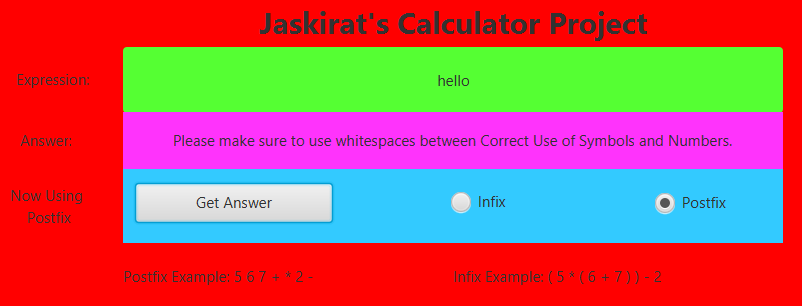 Jaskirat's Calculator Project
Expression:
hello
Answer:
Please make sure to use whitespaces between Correct Use of Symbols and Numbers.
Now Using
Postfix
Get Answer
Infix
Postfix
Postfix Example: 5 6 7 + * 2 -
Infix Example: ( 5 * ( 6 + 7 ) ) - 2